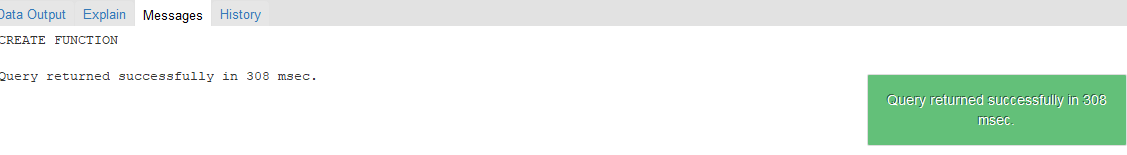 Data Output Explain Messages History
CREATE FUNCTION
Query returned successfully in 308 msec.
Query returned successfully in 308
msec.